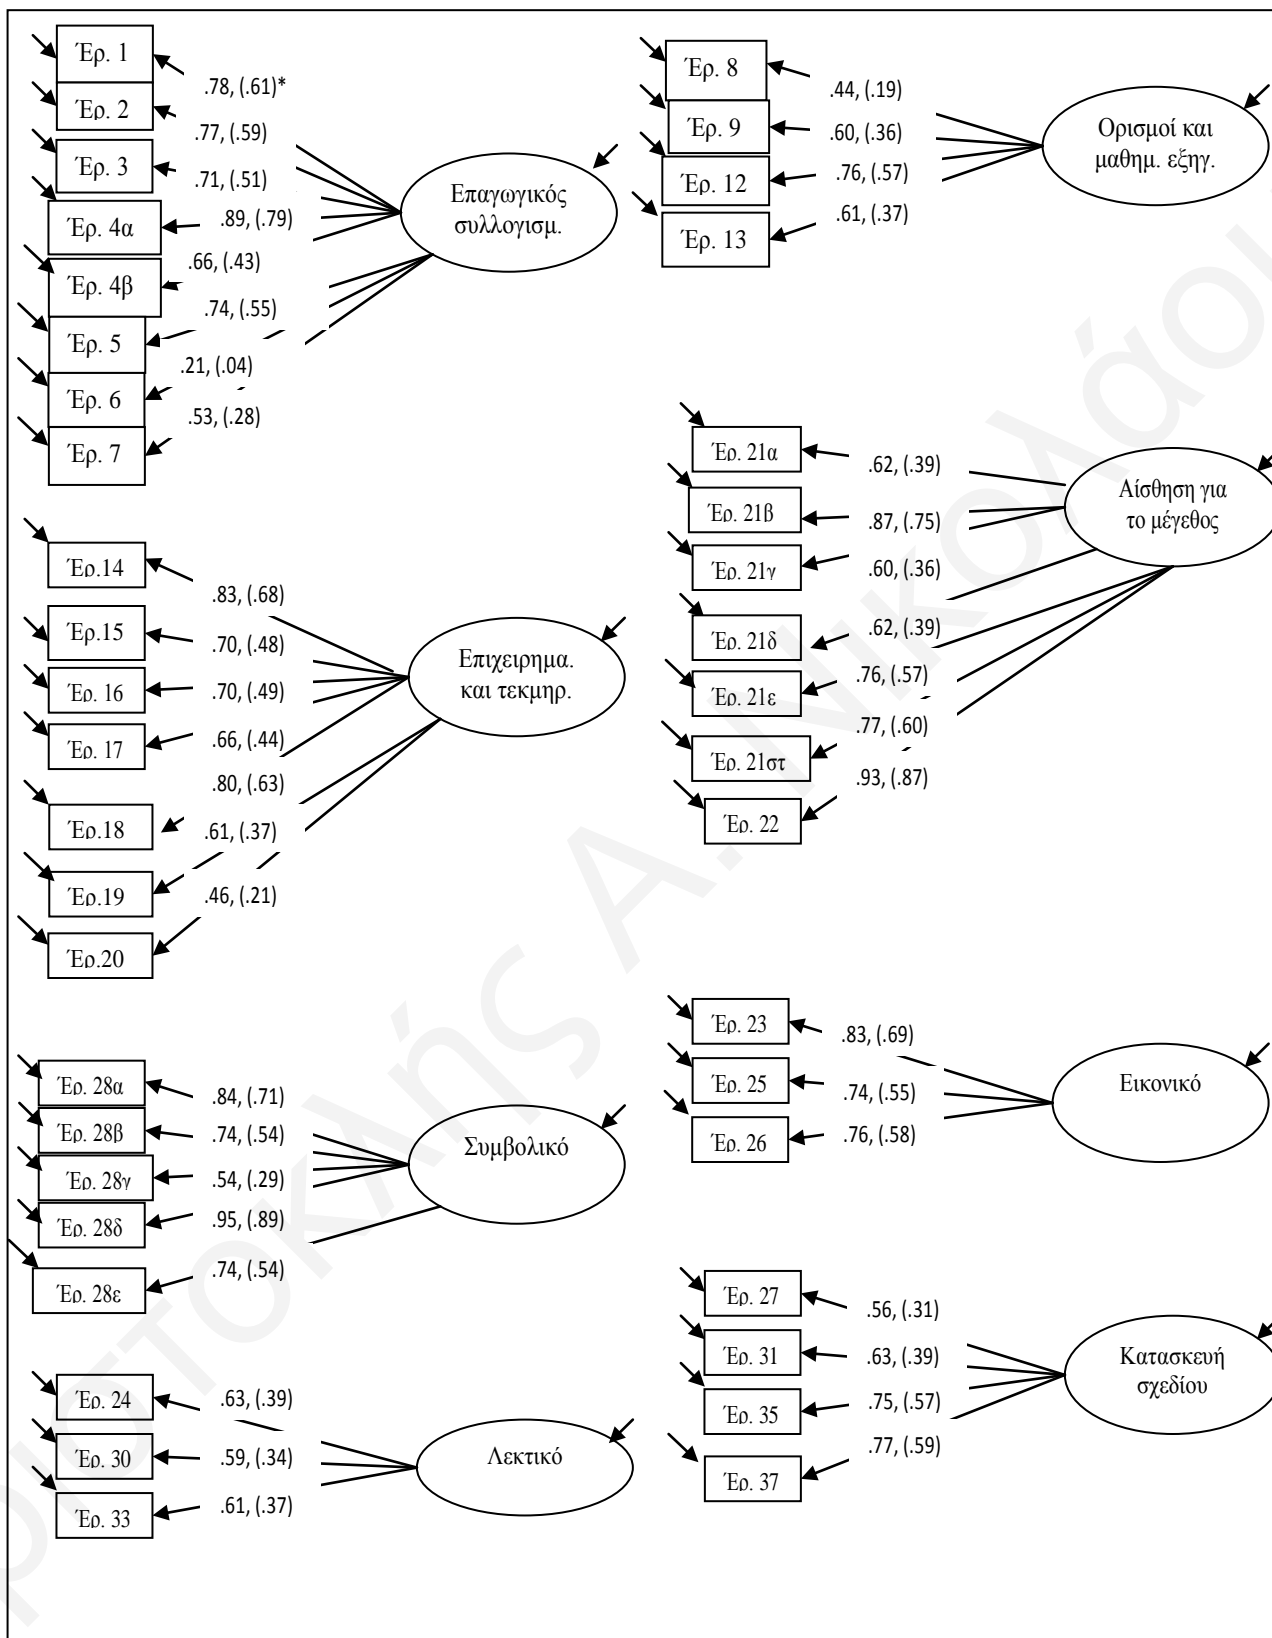 Έρ. 1
.78, (.61)*
Έρ. 2
.77, (.59)
Έρ. 3
.71, (.51)
Έρ. 4α
.89, (.79)
Έρ. 4β
.66, (.43)
Έρ. 5
.74, (.55)
Έρ. 6
.21, (.04)
Έρ. 7
.53, (.28)
Επαγωγικός
συλλογισμ.
Έρ. 8
.44, (.19)
Έρ. 9
.60, (.36)
Έρ. 12
.76, (.57)
Έρ. 13
.61, (.37)
Ορισμοί και
μαθημ. εξηγ.
Έρ.14
.83, (.68)
Έρ.15
.70, (.48)
Έρ. 16
.70, (.49)
Έρ. 17
.66, (.44)
Έρ.18
.80, (.63)
Έρ.19
.61, (.37)
Έρ.20
.46, (.21)
Επιχειρημα.
και τεκμηρ.
Έρ. 21α
.62, (.39)
Έρ. 21β
.87, (.75)
Έρ. 21γ
.60, (.36)
Έρ. 21δ
.62, (.39)
Έρ. 21ε
.76, (.57)
Έρ. 21στ
.77, (.60)
Έρ. 22
.93, (.87)
Αίσθηση για
το μέγεθος
Έρ. 28α
.84, (.71)
Έρ. 28β
.74, (.54)
Έρ. 28γ
.54, (.29)
Έρ. 28δ
.95, (.89)
Έρ. 28ε
.74, (.54)
Συμβολικό
Έρ. 23
.83, (.69)
Έρ. 25
.74, (.55)
Έρ. 26
.76, (.58)
Εικονικό
Έρ. 24
.63, (.39)
Έρ. 30
.59, (.34)
Έρ. 33
.61, (.37)
Λεκτικό
Έρ. 27
.56, (.31)
Έρ. 31
.63, (.39)
Έρ. 35
.75, (.57)
Έρ. 37
.77, (.59)
Κατασκευή
σχεδίου
ριστοκλής Α. Νικολάου